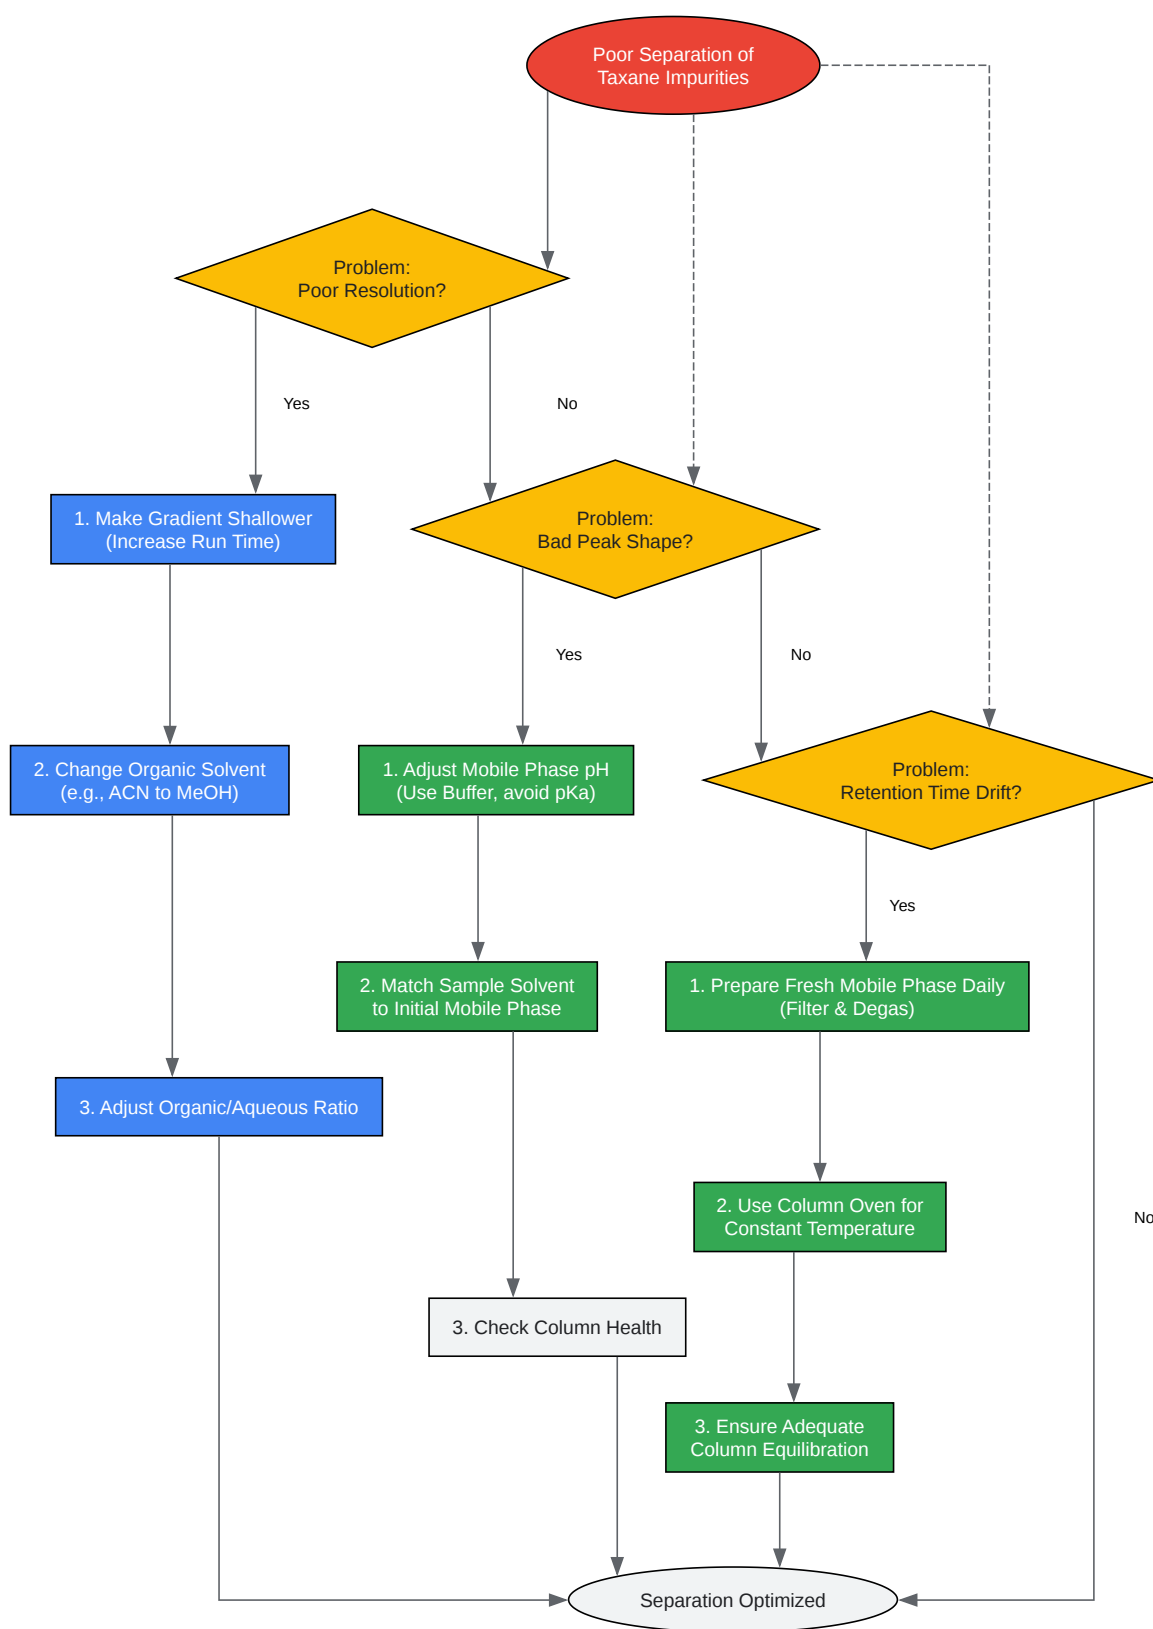 Poor Separation of
Taxane Impurities
Problem:
Poor Resolution?
Yes
No
1. Make Gradient Shallower
(Increase Run Time)
Problem:
Bad Peak Shape?
Yes
No
2. Change Organic Solvent
(e.g., ACN to MeOH)
1. Adjust Mobile Phase pH
(Use Buffer, avoid pKa)
Problem:
Retention Time Drift?
Yes
2. Match Sample Solvent
to Initial Mobile Phase
1. Prepare Fresh Mobile Phase Daily
(Filter & Degas)
3. Adjust Organic/Aqueous Ratio
2. Use Column Oven for
Constant Temperature
No
3. Check Column Health
3. Ensure Adequate
Column Equilibration
Separation Optimized